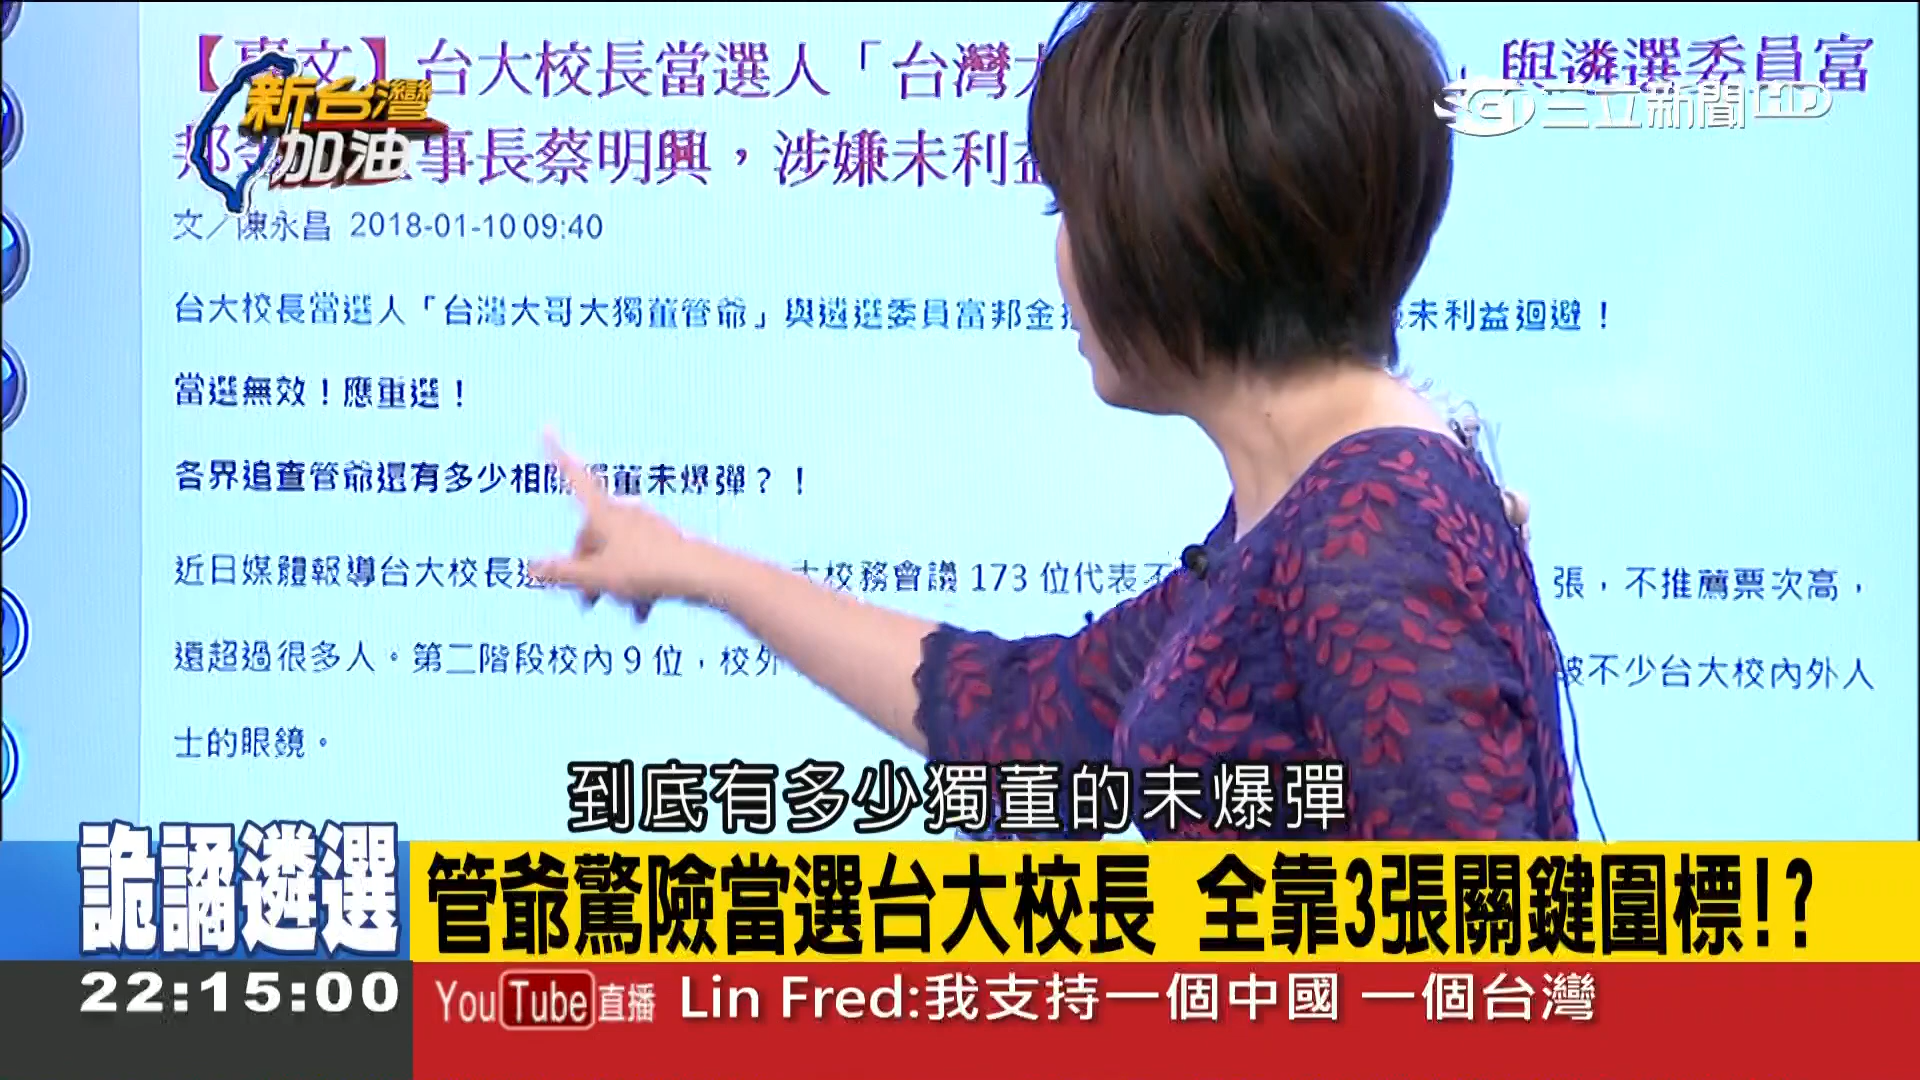 台大校長當選人「台灣大
與遴選委員富
新台灣
加油
SET三立新聞HD
事長蔡明興，涉嫌未利益
文／陳永昌 2018-01-10 09:40
台大校長當選人「台灣大哥大獨董管爺」與遴選委員富邦金控
未利益迴避！
當選無效！應重選！
各界追查管爺還有多少相關獨董未爆彈？！
近日媒體報導台大校長遴
大校務會議 173 位代表不
張，不推薦票次高，
還超過很多人。第二階段校內 9 位，校外
被不少台大校內外人
士的眼鏡。
到底有多少獨董的未爆彈
詭譎遴選
管爺驚險當選台大校長 全靠3張關鍵圍標!?
22:15:00
YouTube直播 Lin Fred:我支持一個中國 一個台灣